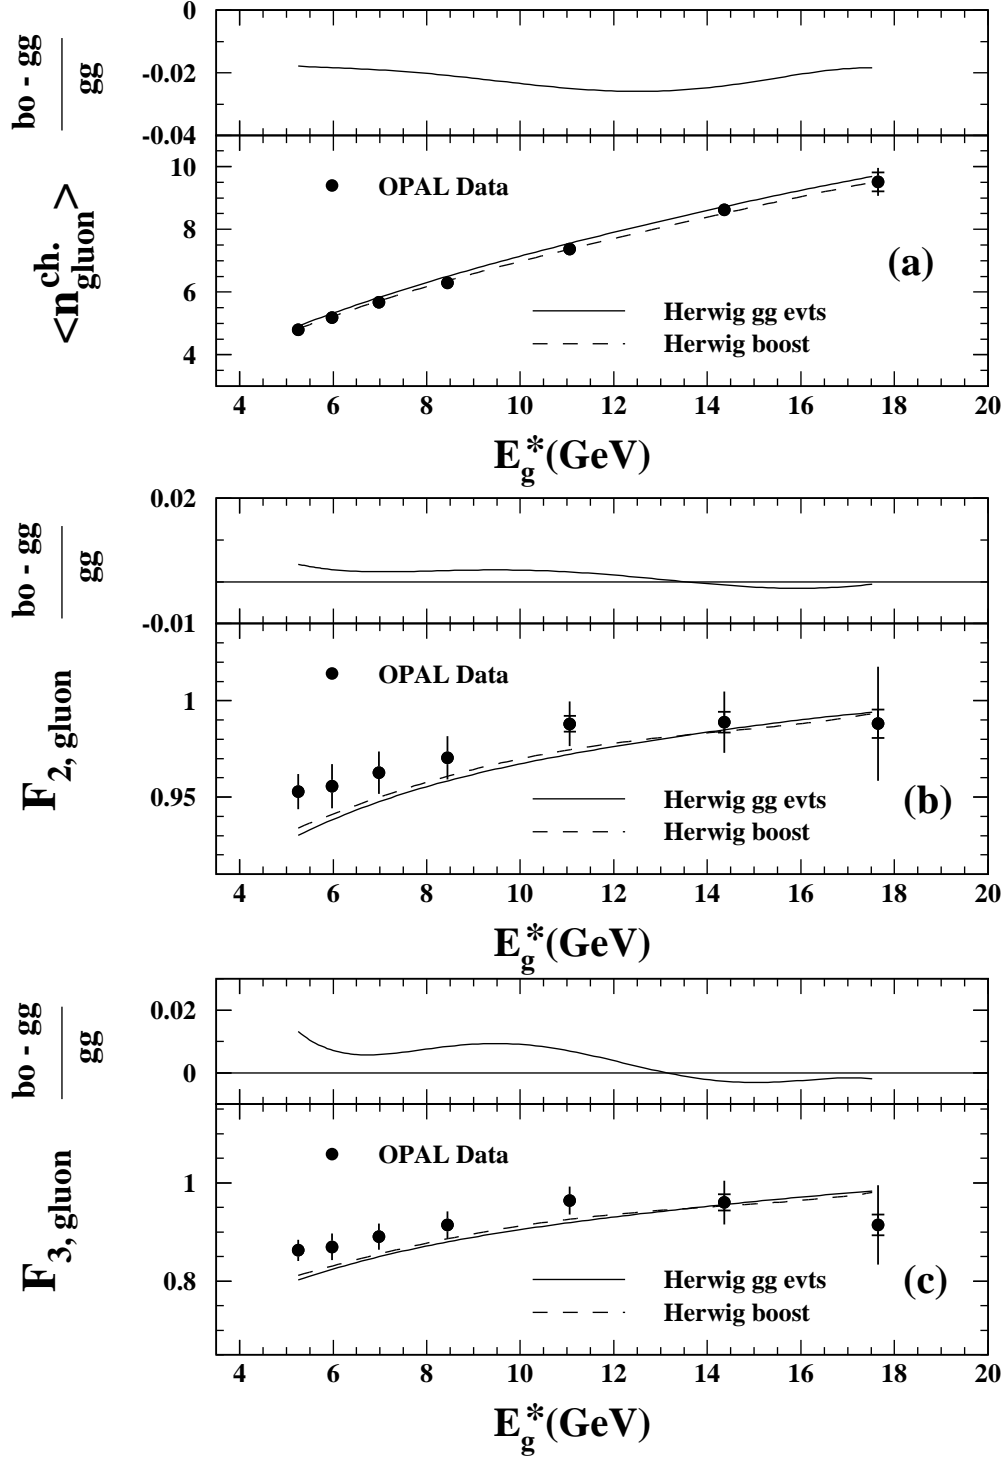 0
-0.02
-0.04
bo - gg
gg
10
8
6
4
<n ch. gluon>
OPAL Data
(a)
Herwig gg evts
Herwig boost
4 6 8 10 12 14 16 18 20
E_g^*(GeV)
0.02
-0.01
bo - gg
gg
1
0.95
F 2, gluon
OPAL Data
Herwig gg evts
Herwig boost
(b)
4 6 8 10 12 14 16 18 20
E_g^*(GeV)
0.02
0
bo - gg
gg
1
0.8
F 3, gluon
OPAL Data
Herwig gg evts
Herwig boost
(c)
4 6 8 10 12 14 16 18 20
E_g^*(GeV)